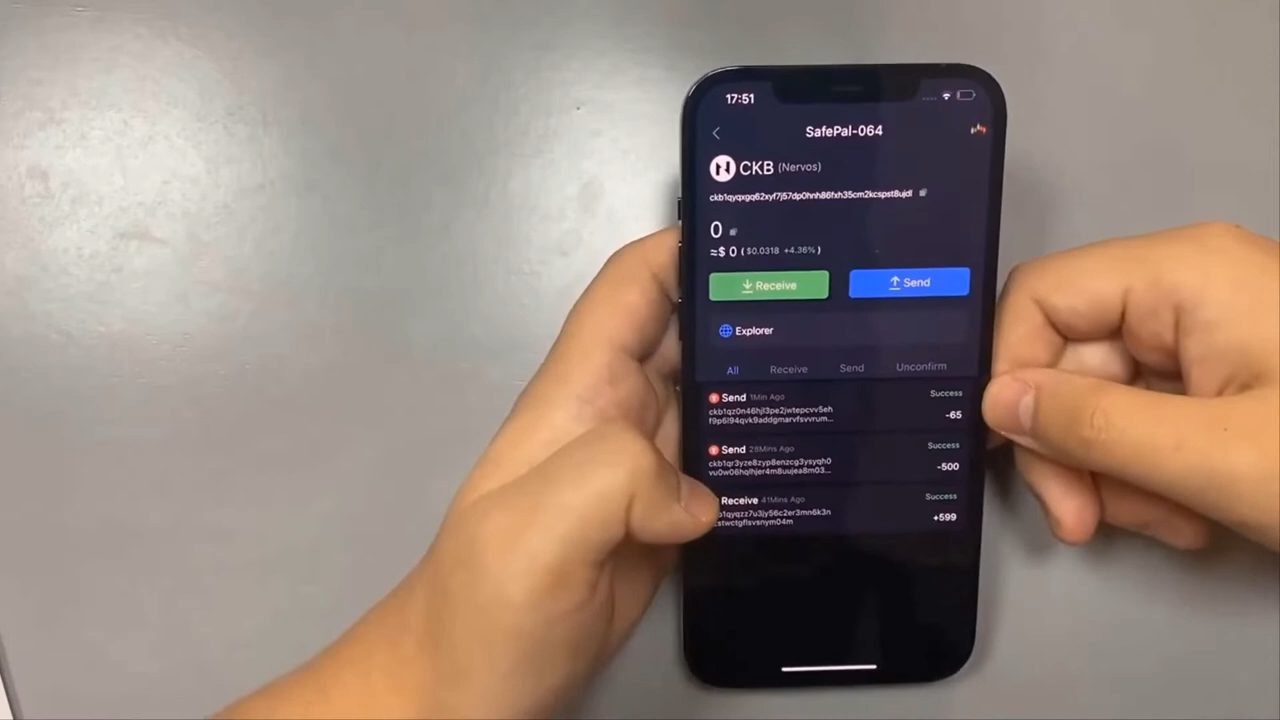 17:51
SafePal-064
CKB (Nervos)
ckb1qyqxgq62xyf7j57dp0hnh86fxh35cm2kcspst8ujdl
0
≈$ 0 ( $0.0318 +4.36% )
Receive
Send
Explorer
All Receive Send Unconfirm
Send 1Min Ago Success
ckb1qz0n46hjl3pe2jwtepcvv5eh
f9p6l94qvk9addgmarvfsvvrum... -65
Send 28Mins Ago Success
ckb1qr3yze8zyp8enzcg3ysyqh0
vu0w06hqlhjer4m8uujea8m03... -500
Receive 41Mins Ago Success
+599